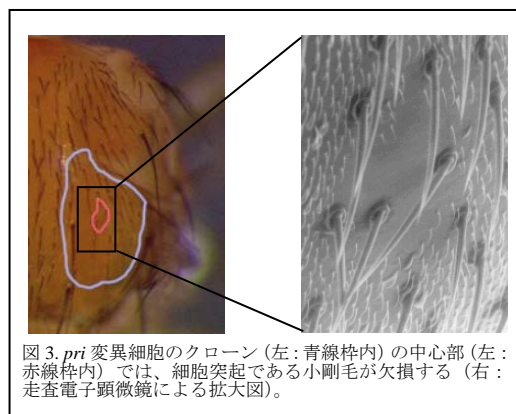 図 3. pri 変異細胞のクローン (左 : 青線枠内) の中心部 (左 :
赤線枠内) では、細胞突起である小剛毛が欠損する (右 :
走査電子顕微鏡による拡大図)。